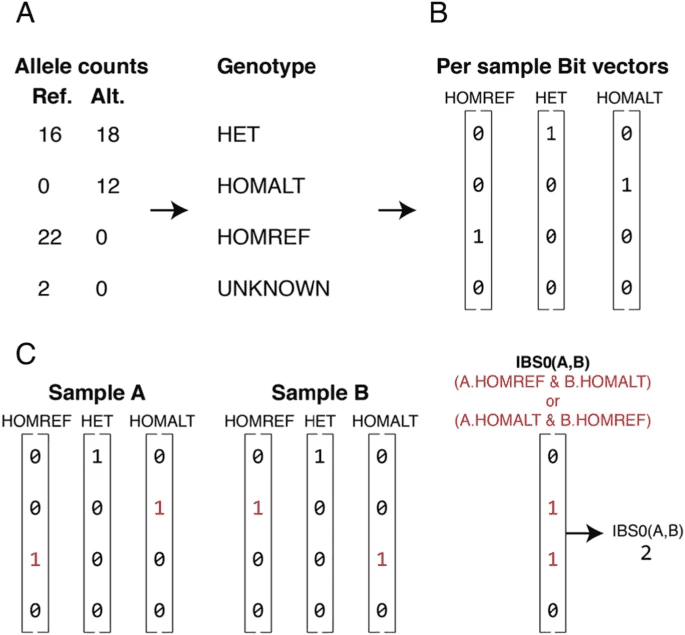 A
B
Allele counts
Genotype
Per sample Bit vectors
Ref. Alt.
HOMREF HET HOMALT
16 18 HET 0 1 0
0 12 HOMALT 0 0 1
22 0 HOMREF 1 0 0
2 0 UNKNOWN 0 0 0
C
IBS0(A,B)
(A.HOMREF & B.HOMALT)
or
(A.HOMALT & B.HOMREF)
Sample A Sample B
HOMREF HET HOMALT HOMREF HET HOMALT
0 1 0 0 1 0 0
0 0 1 1 0 0 1
1 0 0 0 0 1 1
0 0 0 0 0 0 0
IBS0(A,B)
2